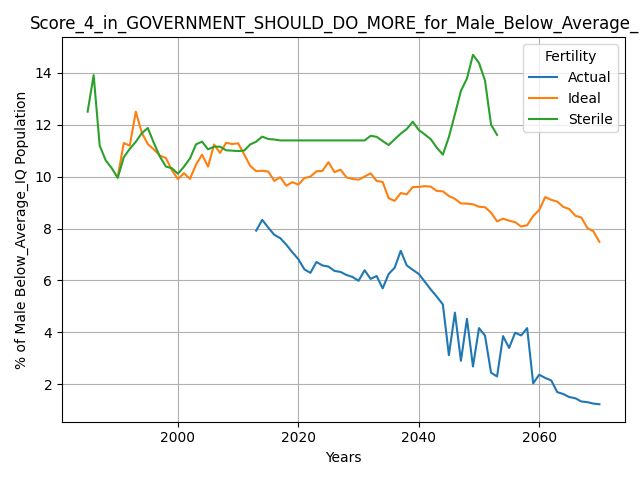 Score_4_in_GOVERNMENT_SHOULD_DO_MORE_for_Male_Below_Average_
Fertility
Actual
Ideal
Sterile
% of Male Below_Average_IQ Population
14
12
10
8
6
4
2
2000
2020
2040
2060
Years